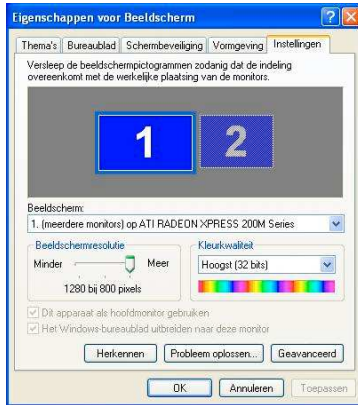 Eigenschappen voor Beeldscherm
Thema's Bureaublad Schermbeveiliging Vormgeving Instellingen
Versleep de beeldschermpictogrammen zodanig dat de indeling
overeenkomt met de werkelijke plaatsing van de monitors.
1 2
Beeldscherm:
1. (meerdere monitors) op ATI RADEON XPRESS 200M Series
Beeldschermresolutie
Minder Meer
1280 bij 800 pixels
Kleurkwaliteit
Hoogst (32 bits)
Dit apparaat als hoofdmonitor gebruiken
Het Windows-bureaublad uitbreiden naar deze monitor
Herkennen Probleem oplossen... Geavanceerd
OK Annuleren Toepassen